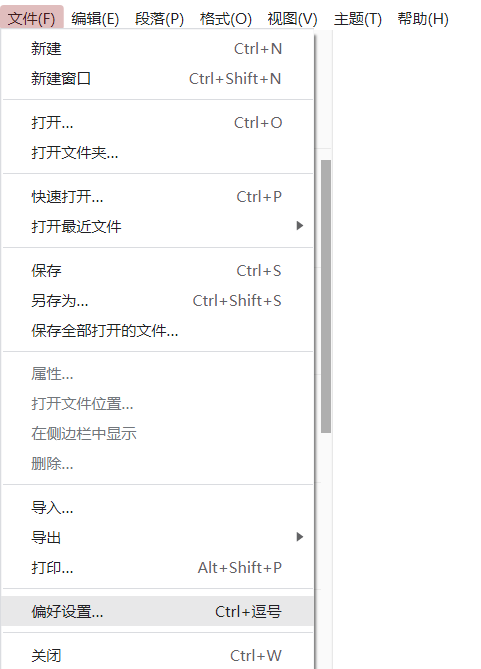 文件(F) 编辑(E) 段落(P) 格式(O) 视图(V) 主题(T) 帮助(H)
新建 Ctrl+N
新建窗口 Ctrl+Shift+N
打开... Ctrl+O
打开文件夹...
快速打开... Ctrl+P
打开最近文件
保存 Ctrl+S
另存为... Ctrl+Shift+S
保存全部打开的文件...
属性...
打开文件位置...
在侧边栏中显示
删除...
导入...
导出
打印... Alt+Shift+P
偏好设置... Ctrl+逗号
关闭 Ctrl+W